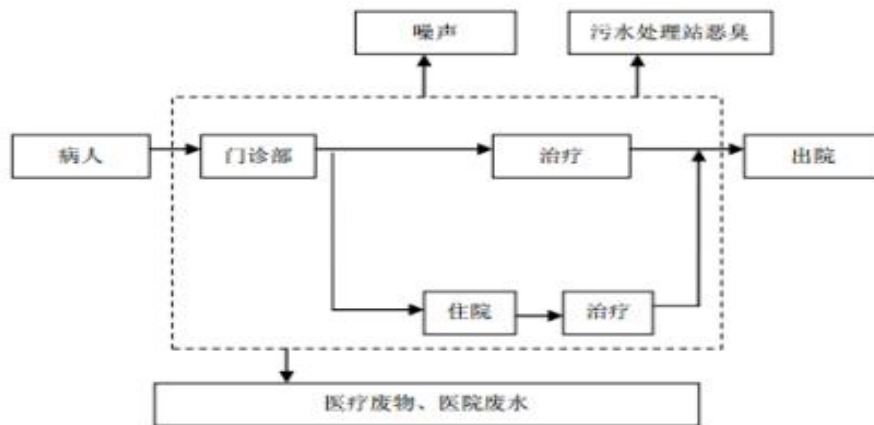 噪声
污水处理站恶臭
病人
门诊部
治疗
出院
住院
治疗
医疗废物、医院废水